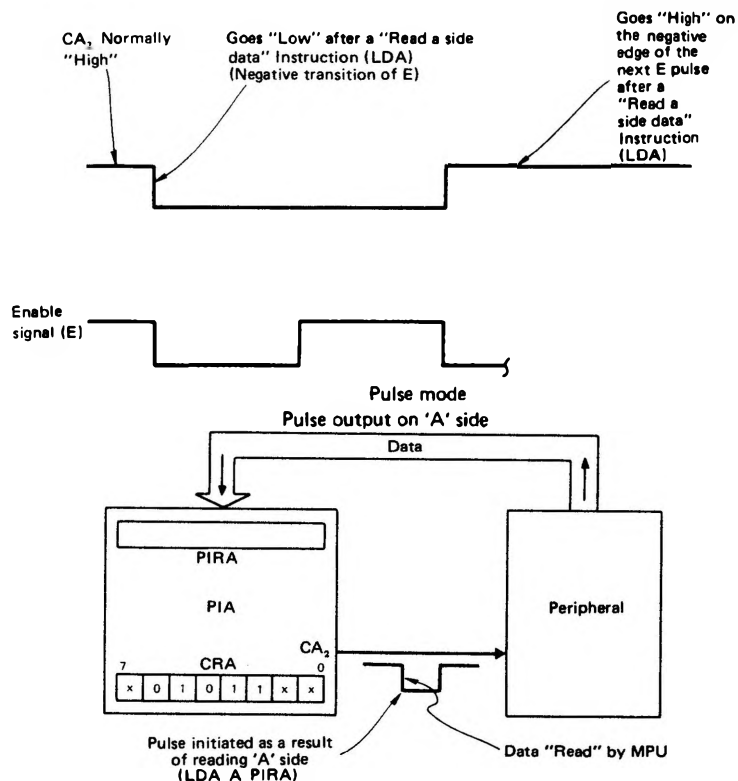 CA₂ Normally
"High"
Goes "Low" after a "Read a side
data" Instruction (LDA)
(Negative transition of E)
Goes "High" on
the negative
edge of the
next E pulse
after a
"Read a
side data"
Instruction
(LDA)
Enable
signal (E)
Pulse mode
Pulse output on 'A' side
Data
PIRA
PIA
Peripheral
CA₂
7 CRA 0
x 0 1 0 1 1 x x
Pulse initiated as a result
of reading 'A' side
(LDA A PIRA)
Data "Read" by MPU